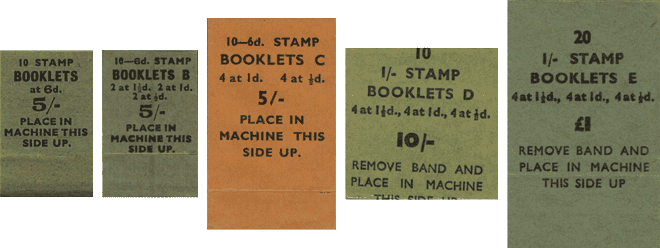 10 STAMP
BOOKLETS
at 6d.
5/-
PLACE IN
MACHINE THIS
SIDE UP.
10—6d. STAMP
BOOKLETS B
2 at 1½d. 2 at 1d.
2 at ½d.
5/-
PLACE IN
MACHINE THIS
SIDE UP.
10—6d. STAMP
BOOKLETS C
4 at 1d. 4 at ½d.
5/-
PLACE IN
MACHINE THIS
SIDE UP.
10
1/- STAMP
BOOKLETS D
4 at 1½d., 4 at 1d., 4 at ½d.
10/-
REMOVE BAND AND
PLACE IN MACHINE
THIS SIDE UP
20
1/- STAMP
BOOKLETS E
4 at 1½d., 4 at 1d., 4 at ½d.
£1
REMOVE BAND AND
PLACE IN MACHINE
THIS SIDE UP